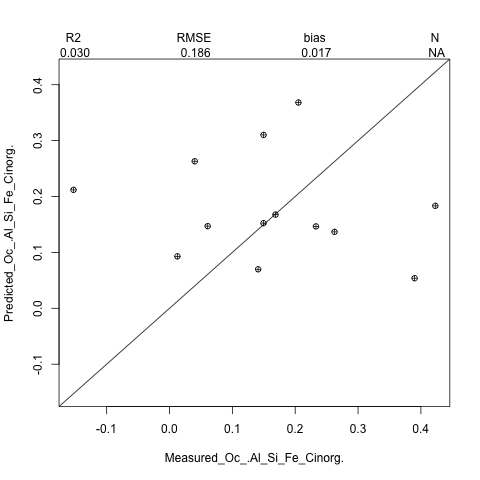 R2 RMSE bias N
0.030 0.186 0.017 NA
0.4
0.3
0.2
0.1
0.0
-0.1
Predicted_Oc_.Al_Si_Fe_Cinorg.
-0.1 0.0 0.1 0.2 0.3 0.4
Measured_Oc_.Al_Si_Fe_Cinorg.